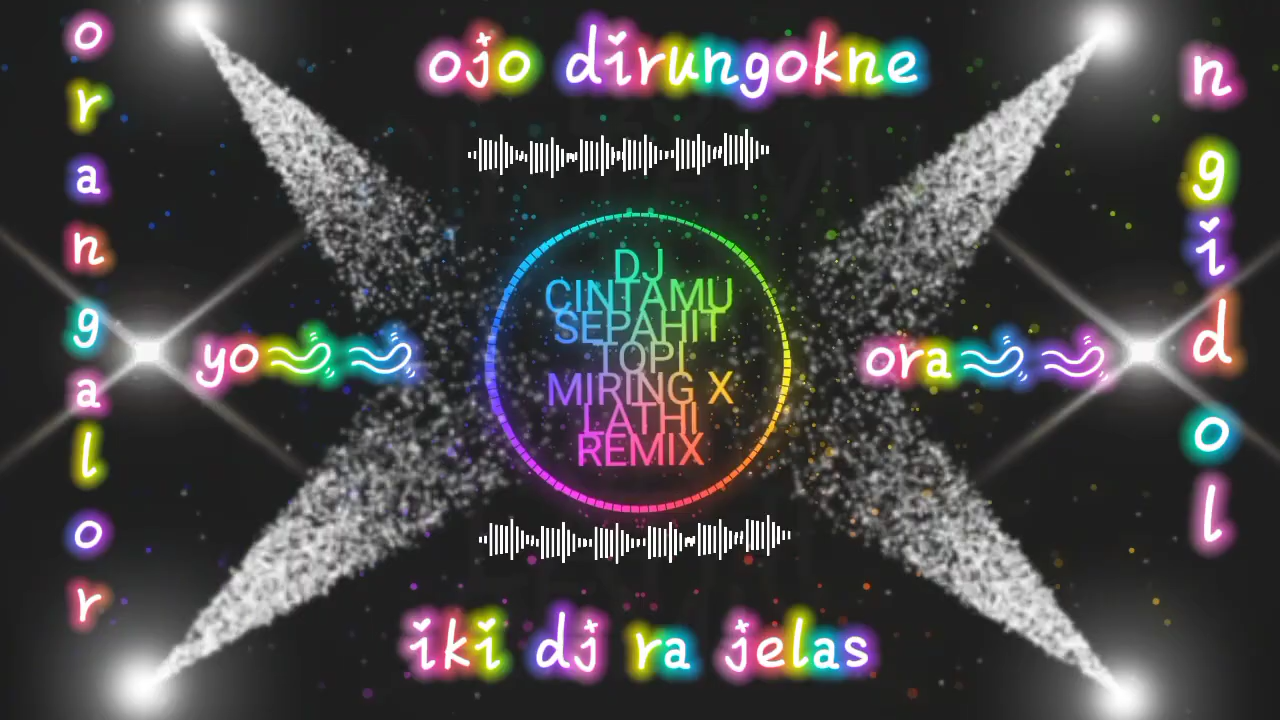 ojo dirungokne
orangalor
ngidol
DJ
CINTAMU
SEPAHIT
TOPI
MIRING X
LATHI
REMIX
yo
ora
iki dj ra jelas